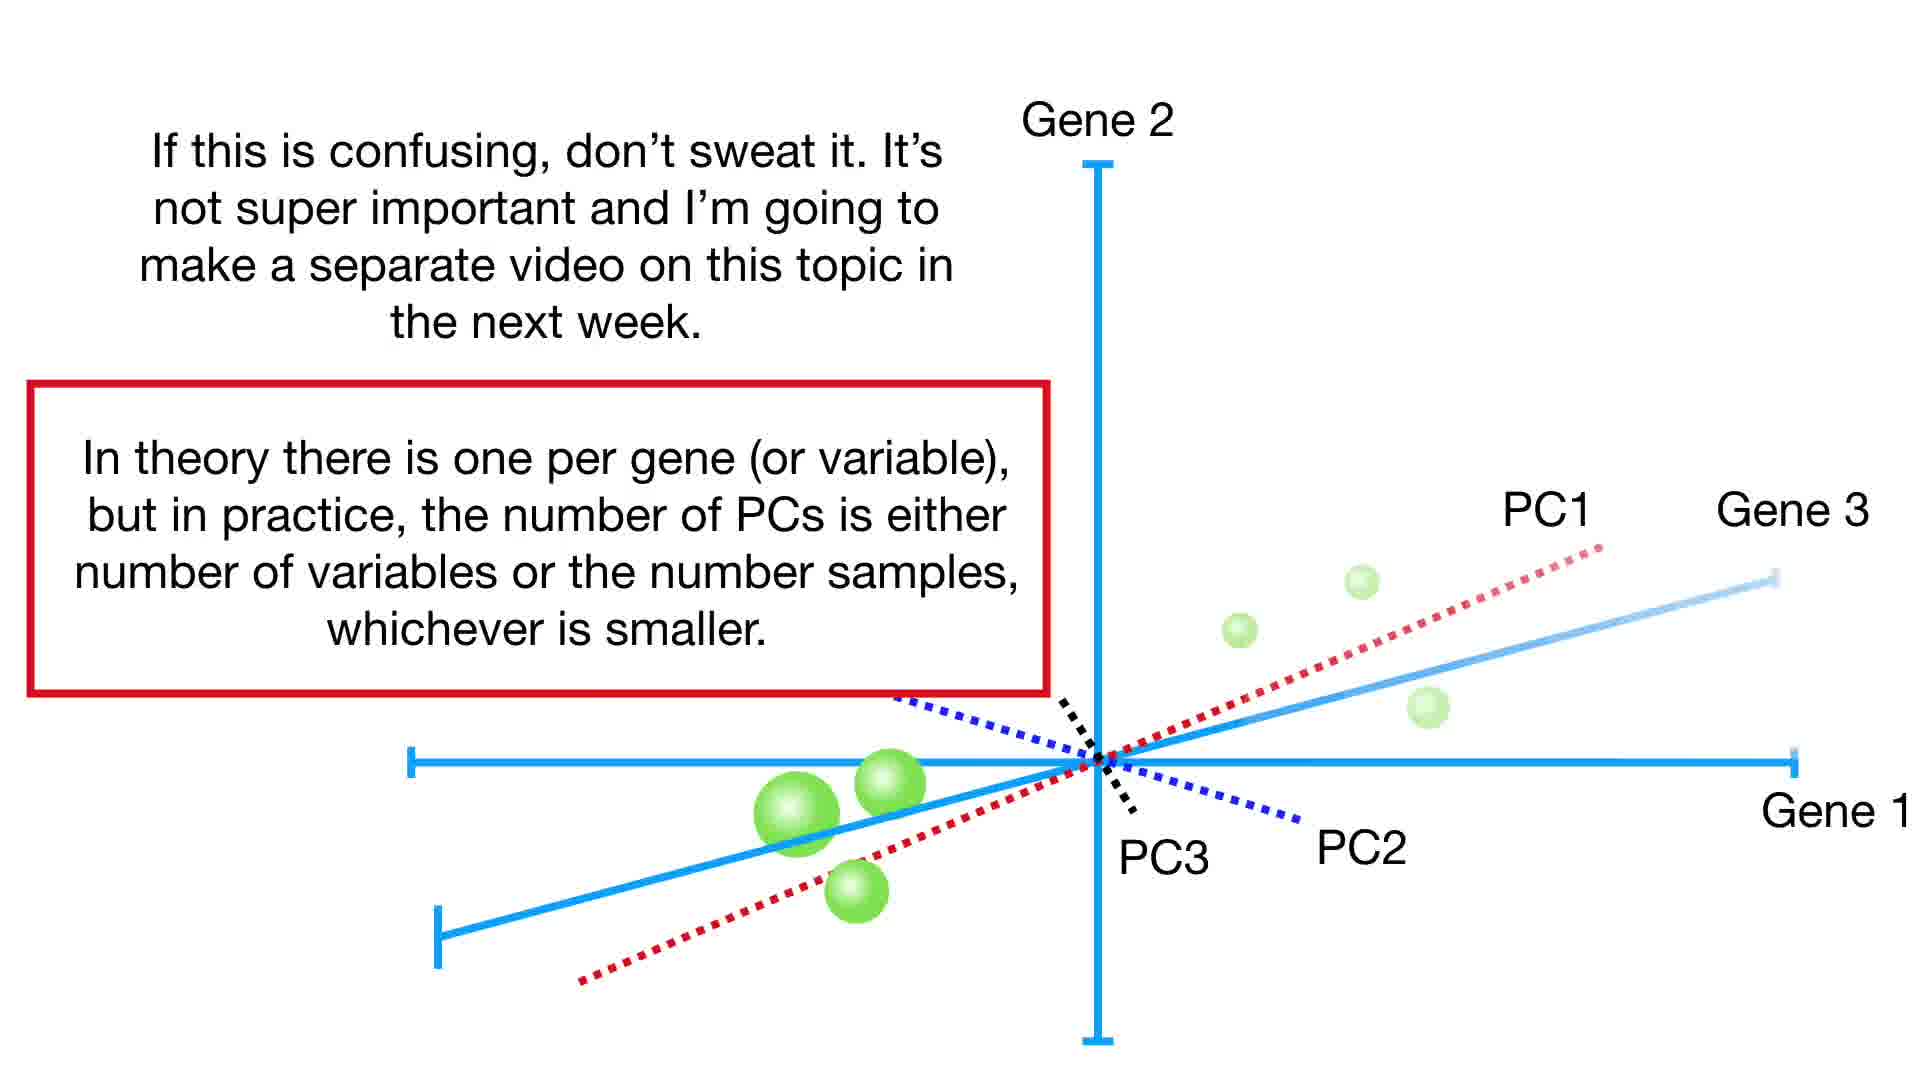 Gene 2
If this is confusing, don’t sweat it. It’s
not super important and I’m going to
make a separate video on this topic in
the next week.
In theory there is one per gene (or variable),
but in practice, the number of PCs is either
number of variables or the number samples,
whichever is smaller.
PC1
Gene 3
Gene 1
PC2
PC3